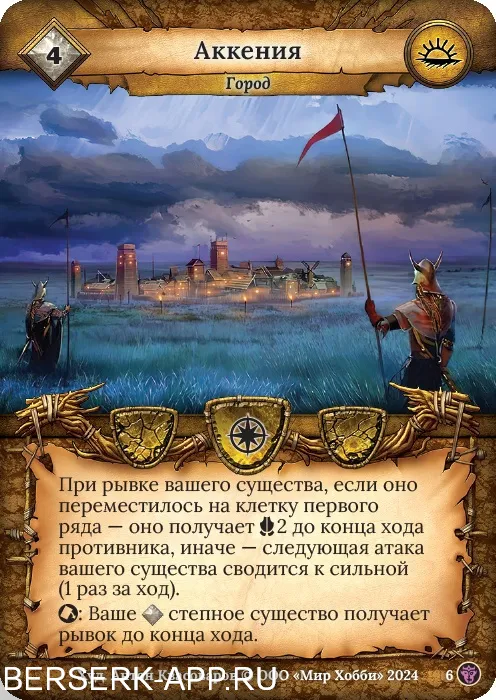 4
Аккения
Город
При рывке вашего существа, если оно
переместилось на клетку первого
ряда — оно получает 2 до конца хода
противника, иначе — следующая атака
вашего существа сводится к сильной
(1 раз за ход).
: Ваше степное существо получает
рывок до конца хода.
© ООО «Мир Хобби» 2024 6
BERSERK-APP.RU